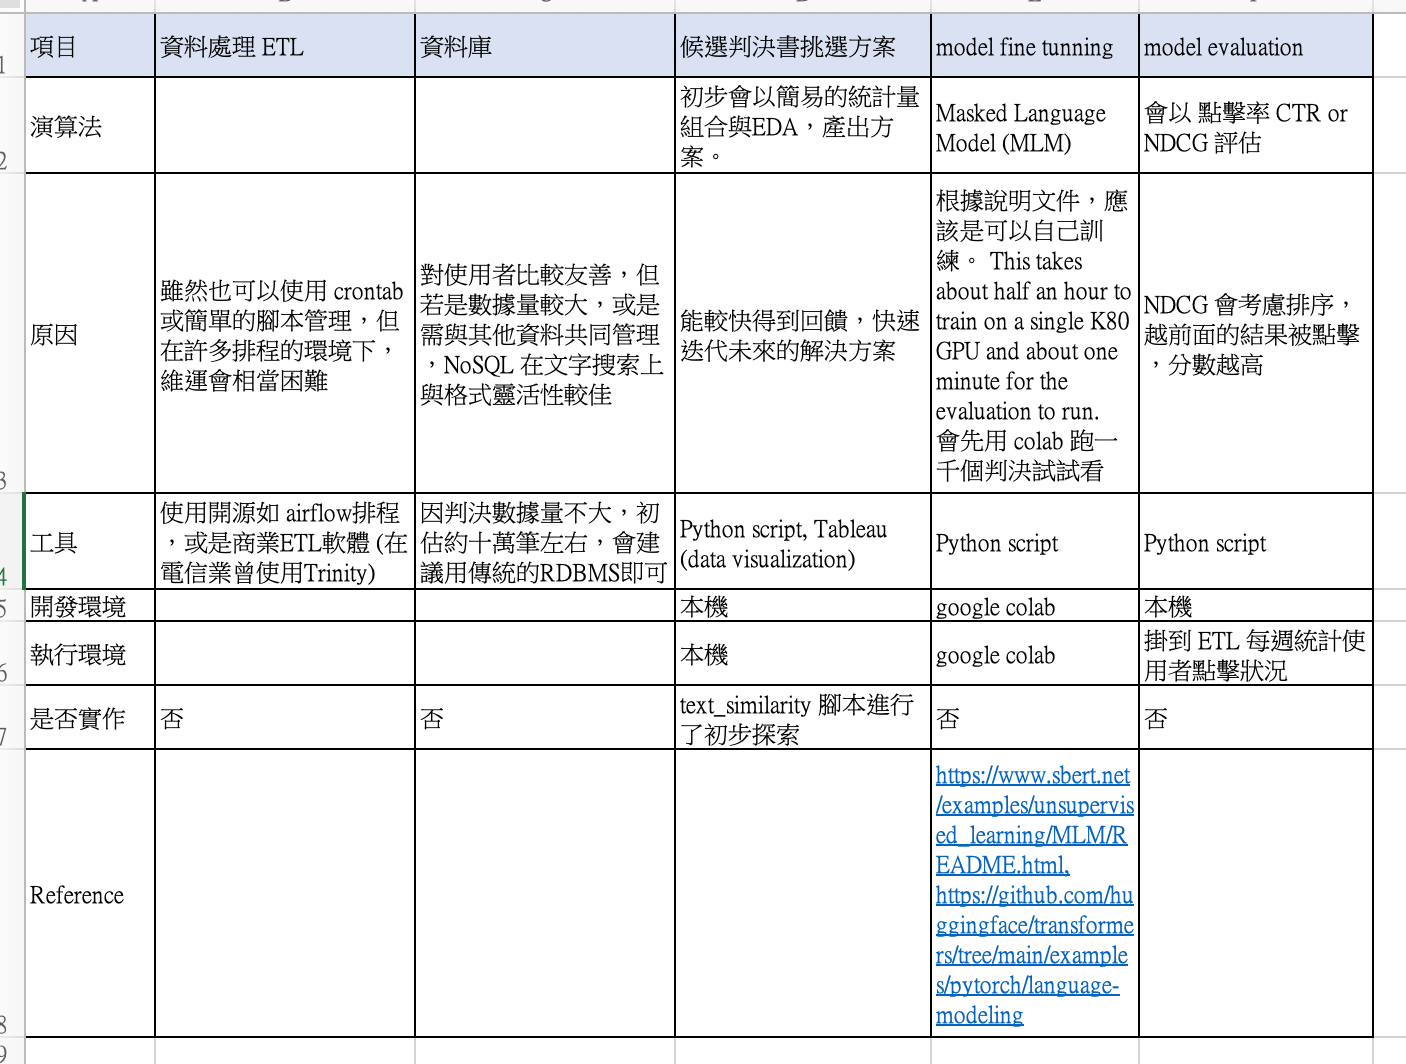 項目
資料處理 ETL
資料庫
候選判決書挑選方案
model fine tunning
model evaluation
1
演算法
初步會以簡易的統計量
組合與EDA，產出方
案。
Masked Language
Model (MLM)
會以 點擊率 CTR or
NDCG 評估
2
原因
雖然也可以使用 crontab
或簡單的腳本管理，但
在許多排程的環境下，
維運會相當困難
對使用者比較友善，但
若是數據量較大，或是
需與其他資料共同管理
，NoSQL 在文字搜索上
與格式靈活性較佳
能較快得到回饋，快速
迭代未來的解決方案
根據說明文件，應
該是可以自己訓
練。 This takes
about half an hour to
train on a single K80
GPU and about one
minute for the
evaluation to run.
會先用 colab 跑一
千個判決試試看
NDCG 會考慮排序，
越前面的結果被點擊
，分數越高
3
工具
使用開源如 airflow排程
，或是商業ETL軟體 (在
電信業曾使用Trinity)
因判決數據量不大，初
估約十萬筆左右，會建
議用傳統的RDBMS即可
Python script, Tableau
(data visualization)
Python script
Python script
4
開發環境
本機
google colab
本機
5
執行環境
本機
google colab
掛到 ETL 每週統計使
用者點擊狀況
6
是否實作
否
否
text_similarity 腳本進行
了初步探索
否
否
7
Reference
https://www.sbert.net
/examples/unsupervis
ed_learning/MLM/R
EADME.html,
https://github.com/hu
ggingface/transforme
rs/tree/main/example
s/pytorch/language-
modeling
8
9